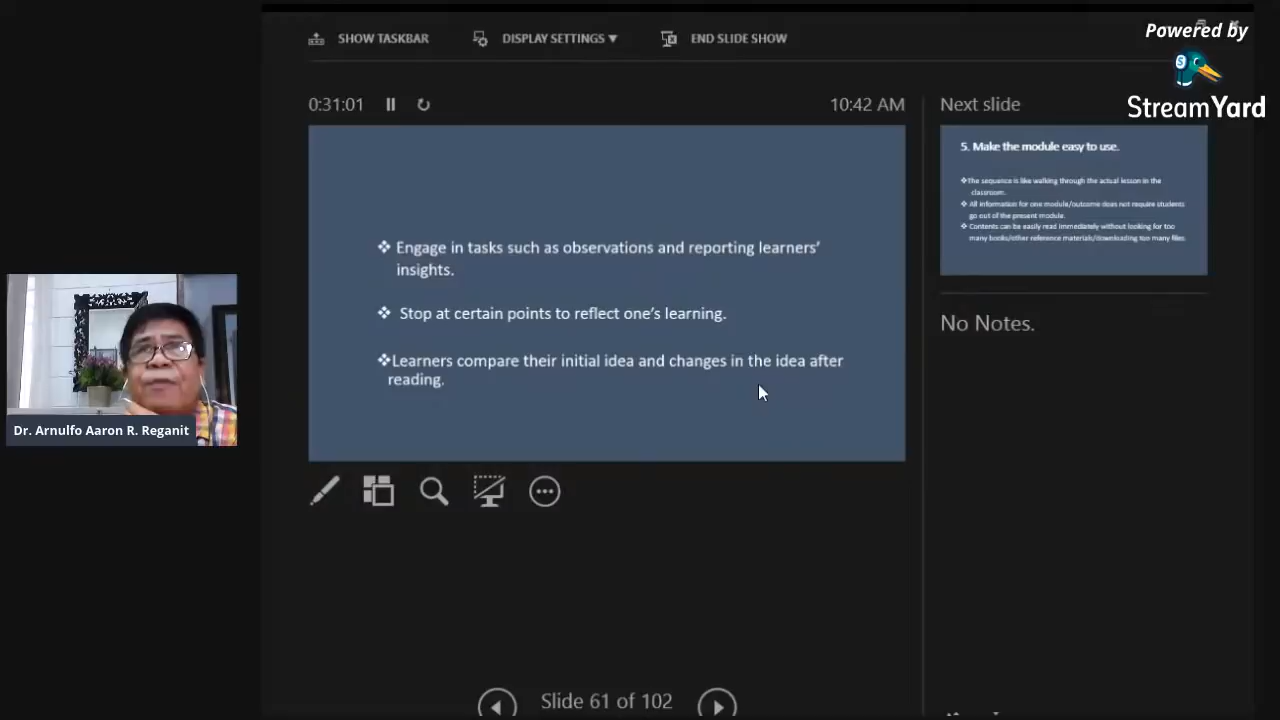 Powered by
StreamYard
SHOW TASKBAR
DISPLAY SETTINGS ▼
END SLIDE SHOW
0:31:01
10:42 AM
Next slide
❖ Engage in tasks such as observations and reporting learners’
insights.
❖ Stop at certain points to reflect one’s learning.
❖Learners compare their initial idea and changes in the idea after
reading.
5. Make the module easy to use.
❖The sequence is like walking through the actual lesson in the
classroom.
❖ All information for one module/outcome does not require students
go out of the present module.
❖ Contents can be easily read immediately without looking for too
many books/other reference materials/downloading too many files
No Notes.
Dr. Arnulfo Aaron R. Reganit
Slide 61 of 102